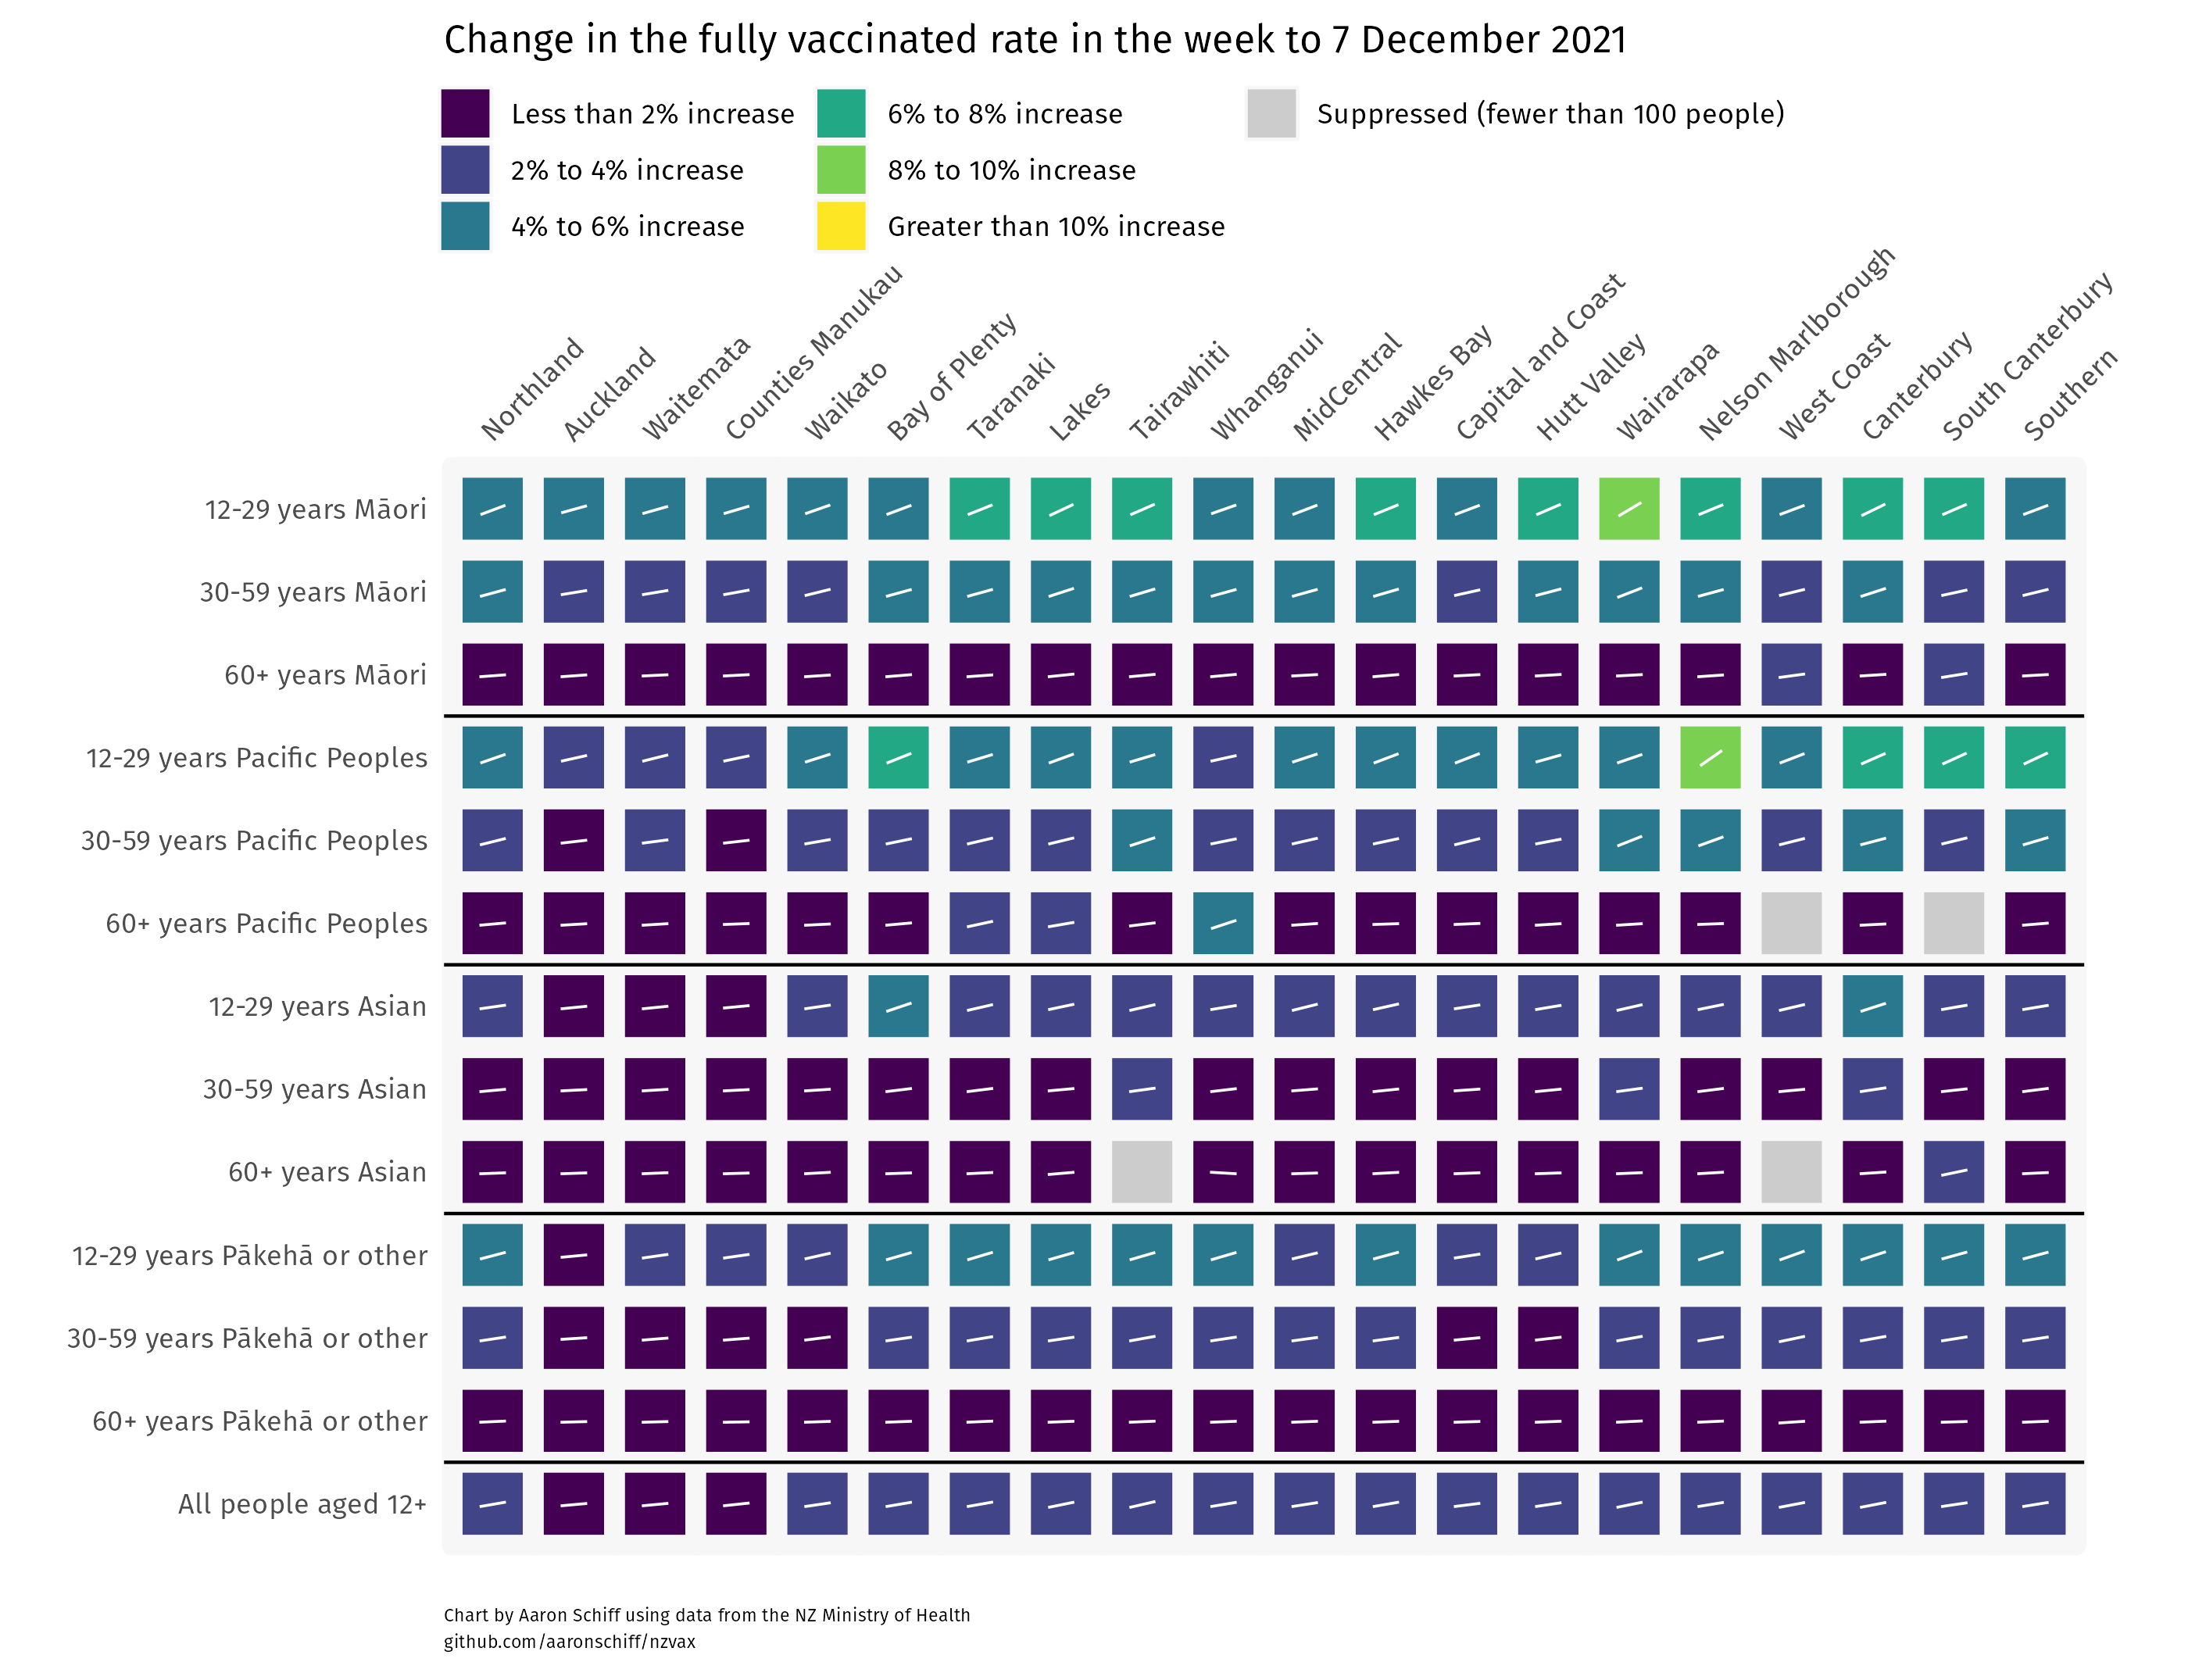 Change in the fully vaccinated rate in the week to 7 December 2021
Less than 2% increase
2% to 4% increase
4% to 6% increase
6% to 8% increase
8% to 10% increase
Greater than 10% increase
Suppressed (fewer than 100 people)
Northland
Auckland
Waitemata
Counties Manukau
Waikato
Bay of Plenty
Taranaki
Lakes
Tairawhiti
Whanganui
MidCentral
Hawkes Bay
Capital and Coast
Hutt Valley
Wairarapa
Nelson Marlborough
West Coast
Canterbury
South Canterbury
Southern
12-29 years Māori
30-59 years Māori
60+ years Māori
12-29 years Pacific Peoples
30-59 years Pacific Peoples
60+ years Pacific Peoples
12-29 years Asian
30-59 years Asian
60+ years Asian
12-29 years Pākehā or other
30-59 years Pākehā or other
60+ years Pākehā or other
All people aged 12+
Chart by Aaron Schiff using data from the NZ Ministry of Health
github.com/aaronschiff/nzvax